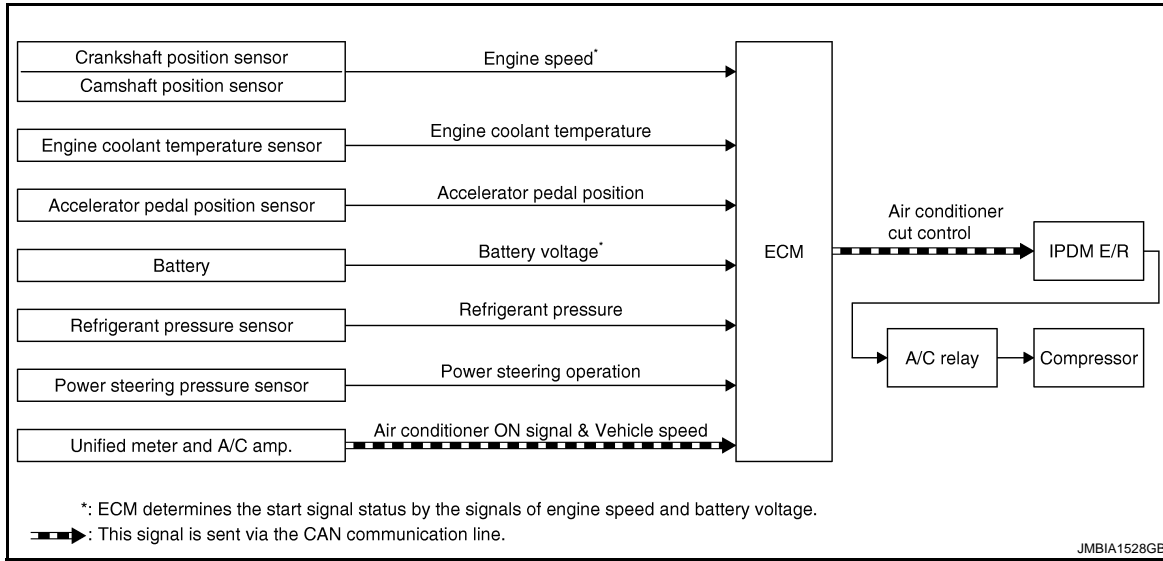 Crankshaft position sensor
Camshaft position sensor
Engine speed*
Engine coolant temperature sensor
Engine coolant temperature
Accelerator pedal position sensor
Accelerator pedal position
Battery
Battery voltage*
Refrigerant pressure sensor
Refrigerant pressure
Power steering pressure sensor
Power steering operation
Unified meter and A/C amp.
Air conditioner ON signal & Vehicle speed
ECM
Air conditioner
cut control
IPDM E/R
A/C relay
Compressor
*: ECM determines the start signal status by the signals of engine speed and battery voltage.
: This signal is sent via the CAN communication line.
JMBIA1528GB